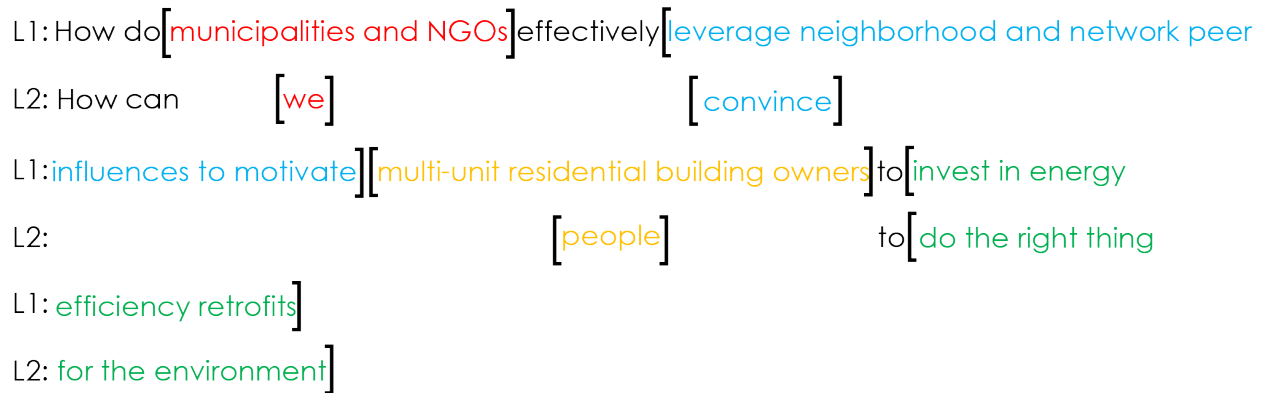 L1: How do[municipalities and NGOs]effectively[leverage neighborhood and network peer
L2: How can [we] [convince]
L1: influences to motivate][multi-unit residential building owners]to[invest in energy
L2: [people] to[do the right thing
L1: efficiency retrofits]
L2: for the environment]